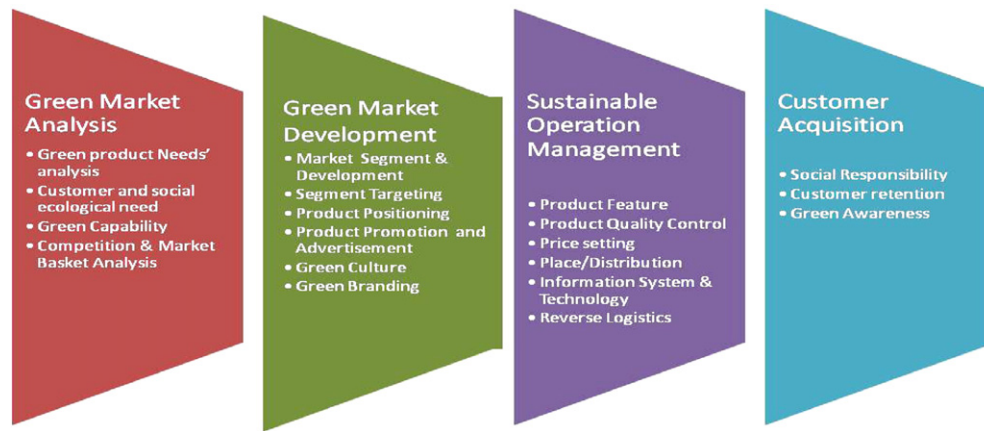 Green Market
Analysis
• Green product Needs'
analysis
• Customer and social
ecological need
• Green Capability
• Competition & Market
Basket Analysis
Green Market
Development
• Market Segment &
Development
• Segment Targeting
• Product Positioning
• Product Promotion and
Advertisement
• Green Culture
• Green Branding
Sustainable
Operation
Management
• Product Feature
• Product Quality Control
• Price setting
• Place/Distribution
• Information System &
Technology
• Reverse Logistics
Customer
Acquisition
• Social Responsibility
• Customer retention
• Green Awareness